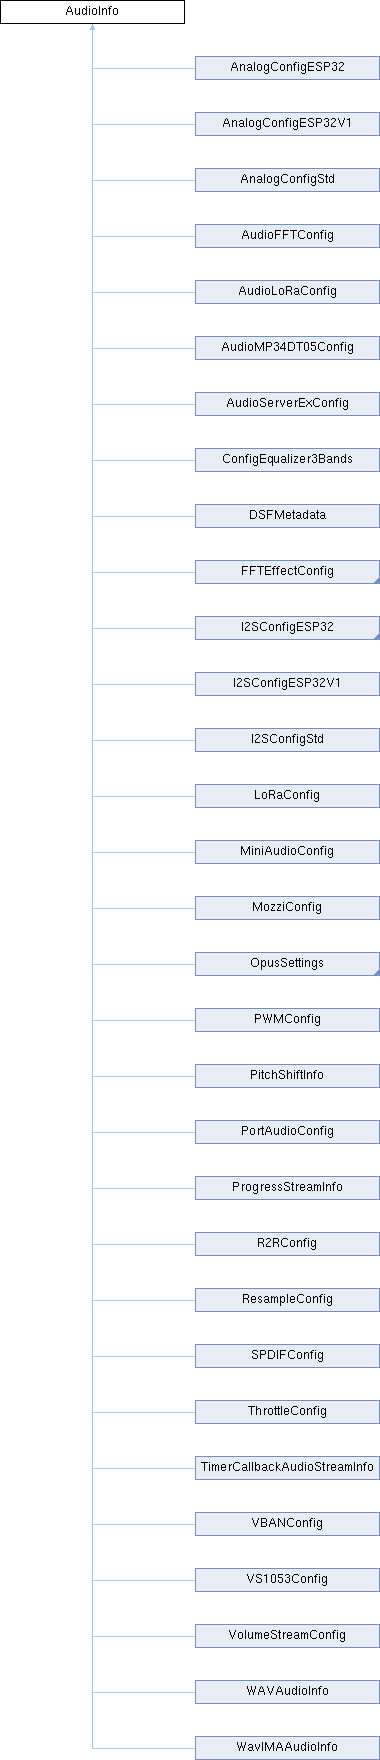 AudioInfo
AnalogConfigESP32
AnalogConfigESP32V1
AnalogConfigStd
AudioFFTConfig
AudioLoRaConfig
AudioMP34DT05Config
AudioServerExConfig
ConfigEqualizer3Bands
DSFMetadata
FFTEffectConfig
I2SConfigESP32
I2SConfigESP32V1
I2SConfigStd
LoRaConfig
MiniAudioConfig
MozziConfig
OpusSettings
PWMConfig
PitchShiftInfo
PortAudioConfig
ProgressStreamInfo
R2RConfig
ResampleConfig
SPDIFConfig
ThrottleConfig
TimerCallbackAudioStreamInfo
VBANConfig
VS1053Config
VolumeStreamConfig
WAVAudioInfo
WavIMAAudioInfo